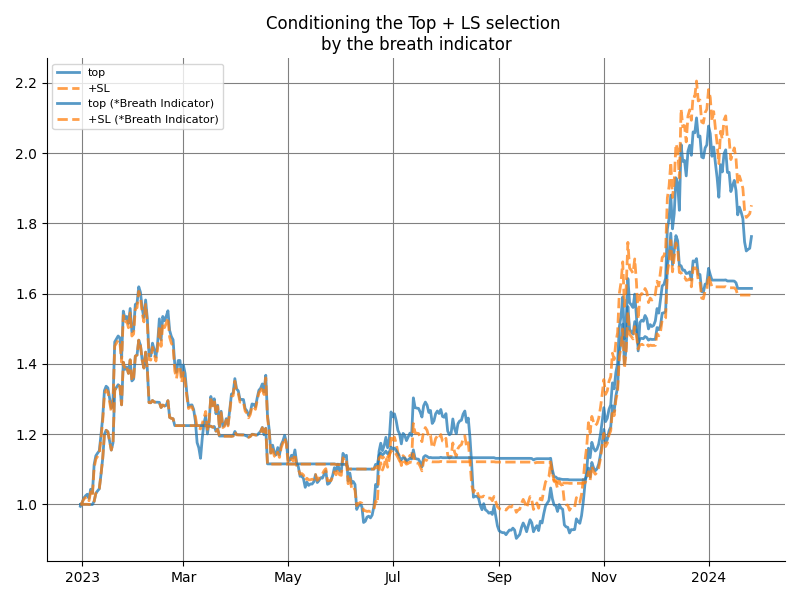 Conditioning the Top + LS selection
by the breath indicator
top
+SL
top (*Breath Indicator)
+SL (*Breath Indicator)
2.2
2.0
1.8
1.6
1.4
1.2
1.0
2023 Mar May Jul Sep Nov 2024